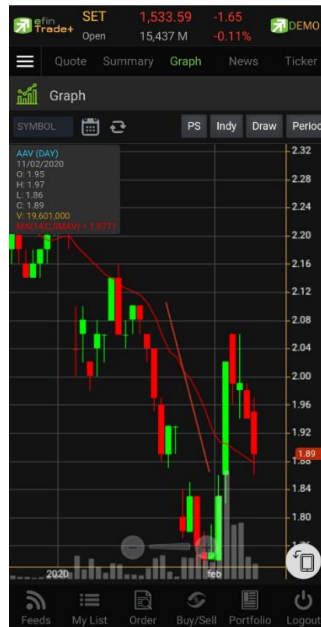 efin Trade+ SET 1,533.59 -1.65 DEMO
Open 15,437 M -0.11%
Quote Summary Graph News Ticker
Graph
SYMBOL PS Indy Draw Period
AAV (DAY)
11/02/2020
O: 1.95
H: 1.97
L: 1.86
C: 1.89
V: 19,601,000
2.32
2.28
2.24
2.20
2.16
2.12
2.08
2.04
2.00
1.96
1.92
1.89
1.84
1.80
2020 feb
Feeds My List Order Buy/Sell Portfolio Logout